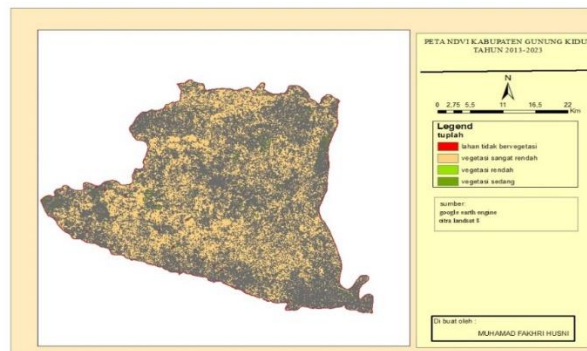 PETA NDVI KABUPATEN GUNUNG KIDUL
TAHUN 2013-2023
N
0 2,75 5,5 11 16,5 22
Km
Legend
tuplah
lahan tidak bervegetasi
vegetasi sangat rendah
vegetasi rendah
vegetasi sedang
sumber:
google earth engine
citra landsat 8
Di buat oleh :
MUHAMAD FAKHRI HUSNI